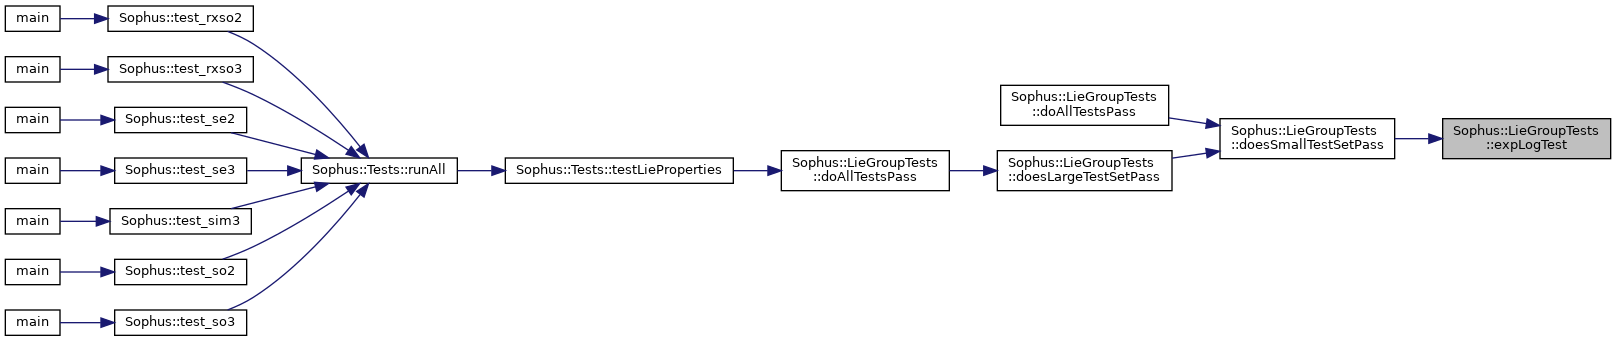 main
Sophus::test_rxso2
main
Sophus::test_rxso3
main
Sophus::test_se2
main
Sophus::test_se3
main
Sophus::test_sim3
main
Sophus::test_so2
main
Sophus::test_so3
Sophus::Tests::runAll
Sophus::Tests::testLieProperties
Sophus::LieGroupTests
::doAllTestsPass
Sophus::LieGroupTests
::doAllTestsPass
Sophus::LieGroupTests
::doesLargeTestSetPass
Sophus::LieGroupTests
::doesSmallTestSetPass
Sophus::LieGroupTests
::expLogTest